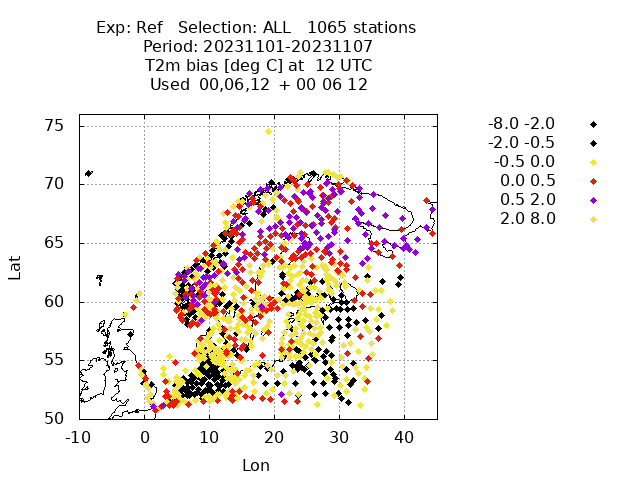 Exp: Ref Selection: ALL 1065 stations
Period: 20231101-20231107
T2m bias [deg C] at 12 UTC
Used 00,06,12 + 00 06 12
-8.0 -2.0
-2.0 -0.5
-0.5 0.0
0.0 0.5
0.5 2.0
2.0 8.0
75
70
65
60
55
50
Lat
-10 0 10 20 30 40
Lon